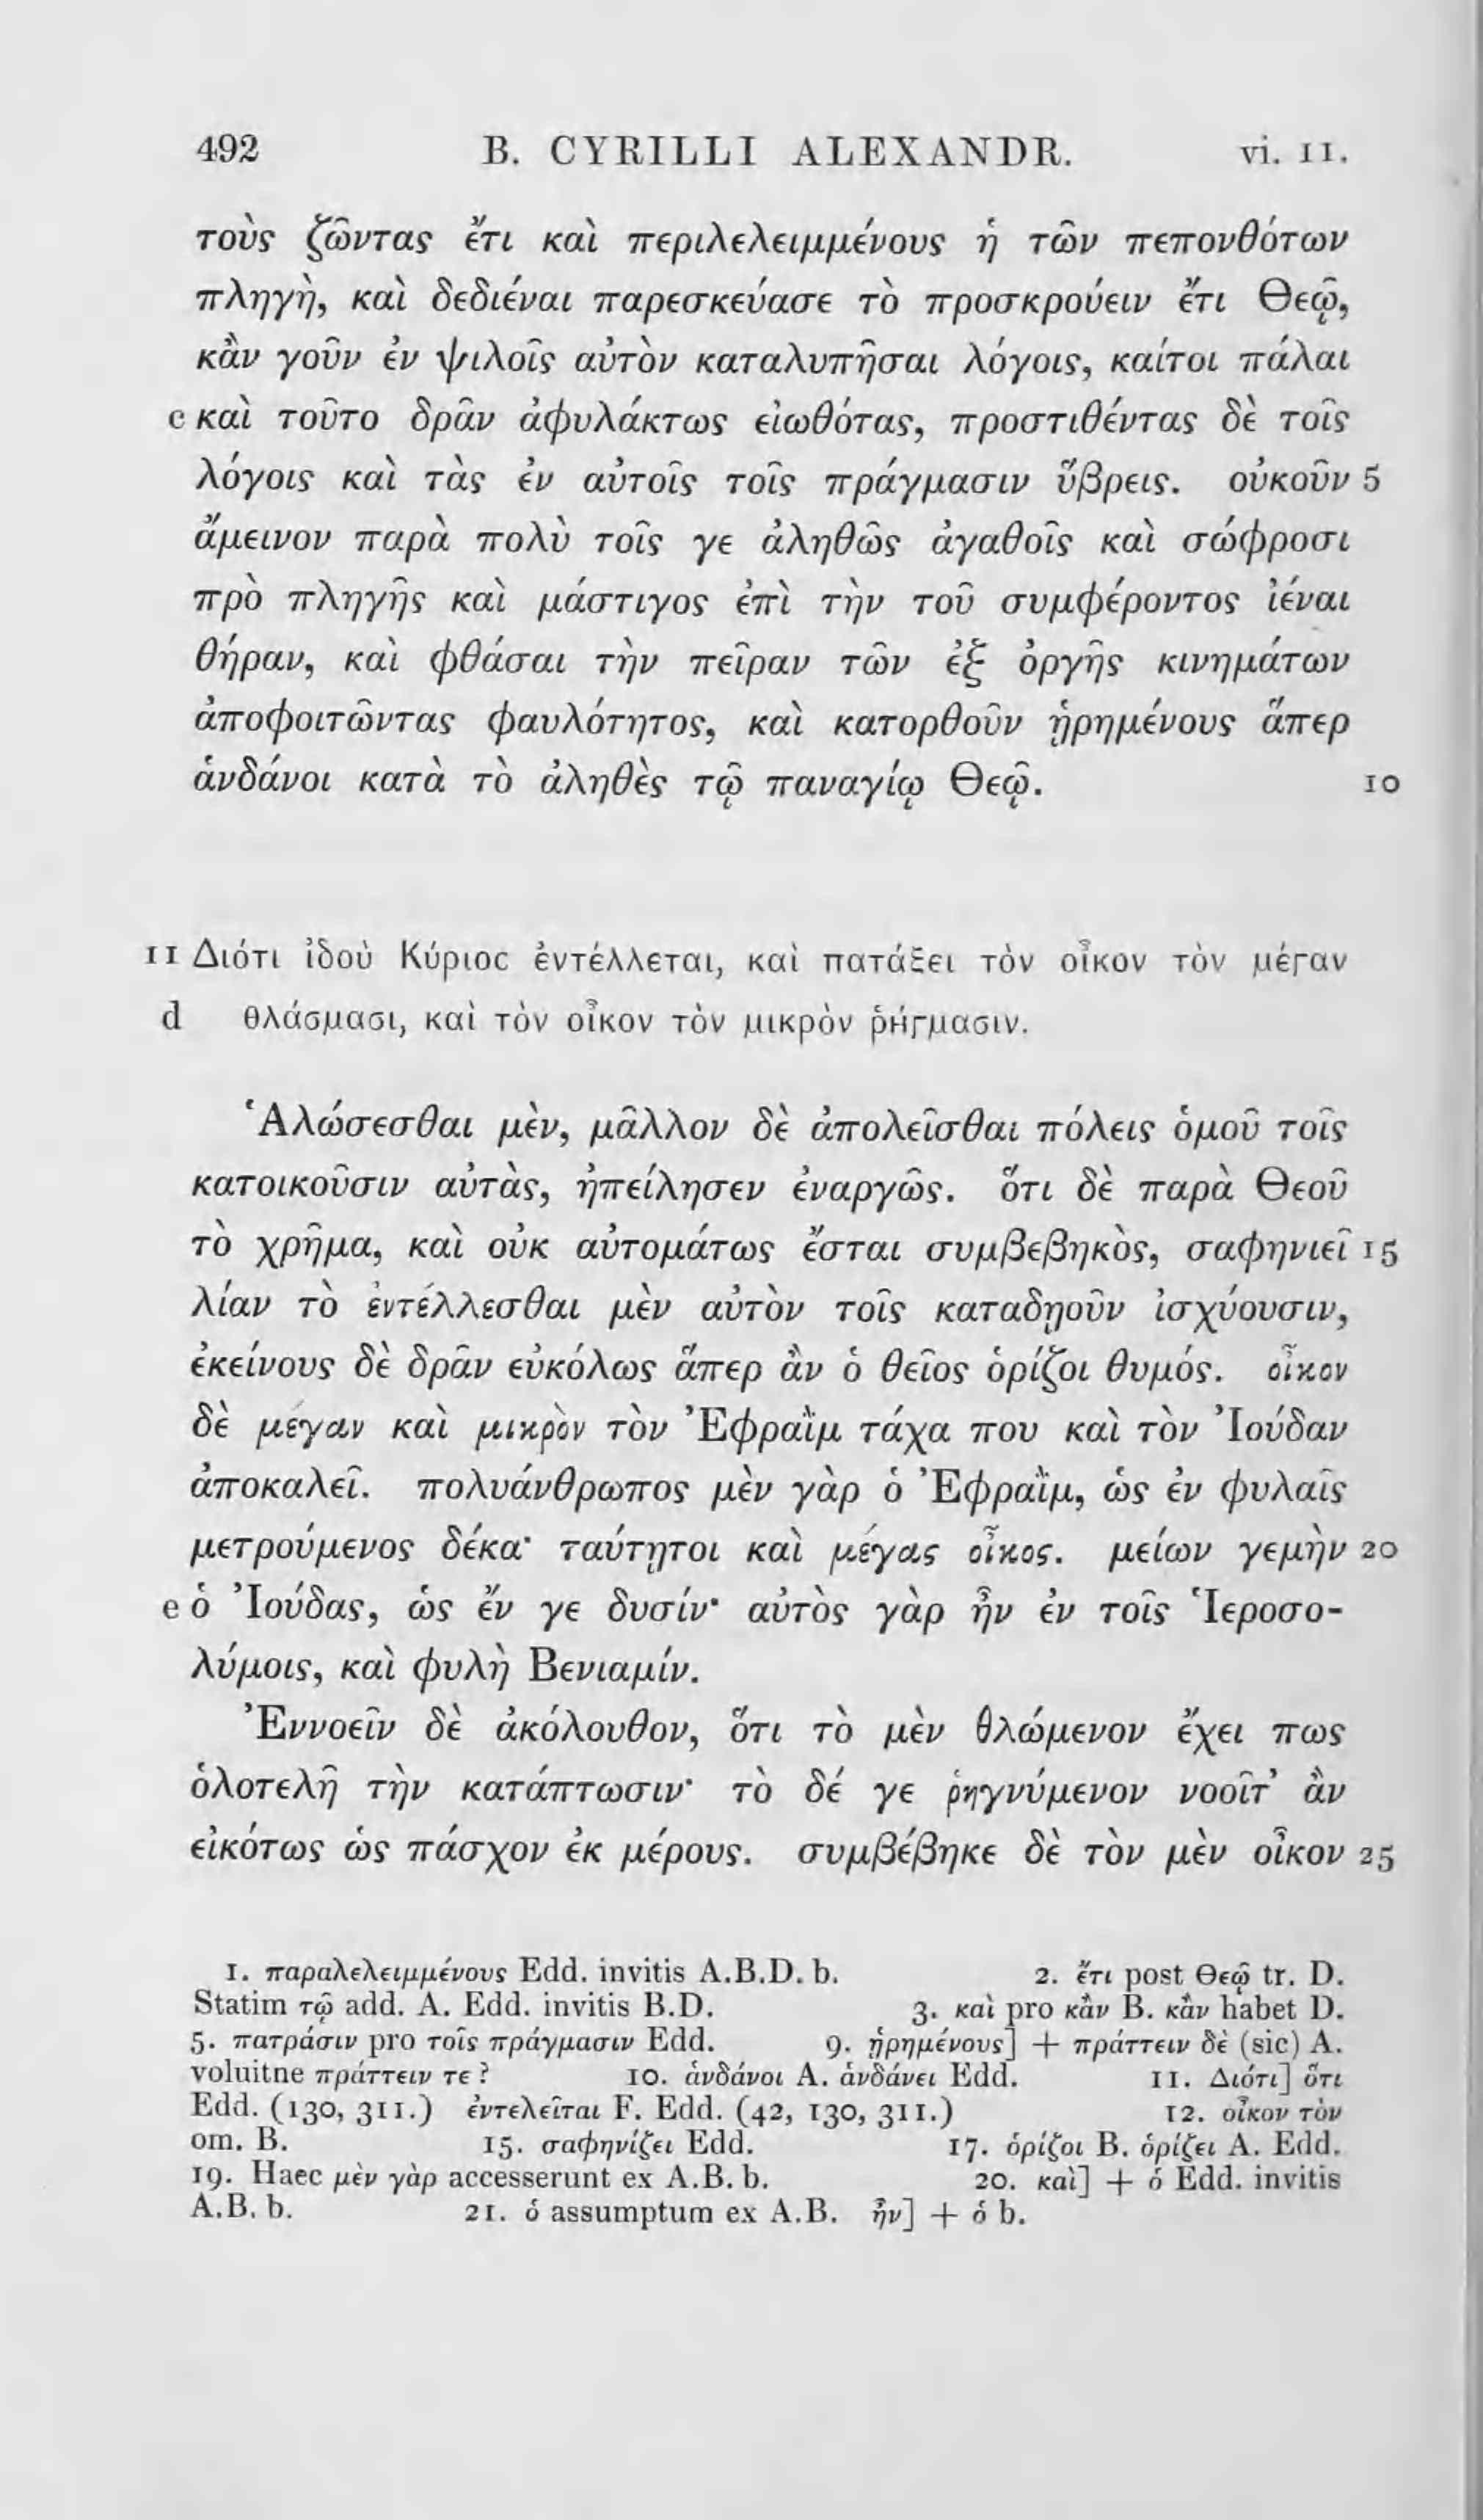 492 B. CYRILLI ALEXANDR. vi. 11.
τοὺς ζῶντας ἔτι καὶ περιλελειμμένους ἡ τῶν πεπονθότων
πληγὴ, καὶ δεδιέναι παρεσκεύασε τὸ προσκρούειν ἔτι Θεῷ,
κἂν γοῦν ἐν ψιλοῖς αὐτὸν καταλυπῆσαι λόγοις, καίτοι πάλαι
c καὶ τοῦτο δρᾶν ἀφυλάκτως εἰωθότας, προστιθέντας δὲ τοῖς
λόγοις καὶ τὰς ἐν αὐτοῖς τοῖς πράγμασιν ὕβρεις. οὐκοῦν 5
ἄμεινον παρὰ πολὺ τοῖς γε ἀληθῶς ἀγαθοῖς καὶ σώφροσι
πρὸ πληγῆς καὶ μάστιγος ἐπὶ τὴν τοῦ συμφέροντος ἰέναι
θήραν, καὶ φθάσαι τὴν πεῖραν τῶν ἐξ ὀργῆς κινημάτων
ἀποφοιτῶντας φαυλότητος, καὶ κατορθοῦν ᾑρημένους ἅπερ
ἁνδάνοι κατὰ τὸ ἀληθὲς τῷ παναγίῳ Θεῷ. 10
11 Διότι ἰδοὺ Κύριος ἐντέλλεται, καὶ πατάξει τὸν οἶκον τὸν μέγαν
d θλάσμασι, καὶ τὸν οἶκον τὸν μικρὸν ῥήγμασιν.
Ἁλώσεσθαι μὲν, μᾶλλον δὲ ἀπολεῖσθαι πόλεις ὁμοῦ τοῖς
κατοικοῦσιν αὐτὰς, ἠπείλησεν ἐναργῶς. ὅτι δὲ παρὰ Θεοῦ
τὸ χρῆμα, καὶ οὐκ αὐτομάτως ἔσται συμβεβηκὸς, σαφηνιεῖ 15
λίαν τὸ ἐντέλλεσθαι μὲν αὐτὸν τοῖς καταδῃοῦν ἰσχύουσιν,
ἐκείνους δὲ δρᾶν εὐκόλως ἅπερ ἂν ὁ θεῖος ὁρίζοι θυμός. οἶκον
δὲ μέγαν καὶ μικρὸν τὸν Ἐφραῒμ τάχα που καὶ τὸν Ἰούδαν
ἀποκαλεῖ. πολυάνθρωπος μὲν γὰρ ὁ Ἐφραῒμ, ὡς ἐν φυλαῖς
μετρούμενος δέκα· ταύτῃτοι καὶ μέγας οἶκος. μείων γεμὴν 20
e ὁ Ἰούδας, ὡς ἔν γε δυσίν· αὐτὸς γὰρ ἦν ἐν τοῖς Ἱεροσο-
λύμοις, καὶ φυλὴ Βενιαμίν.
Ἐννοεῖν δὲ ἀκόλουθον, ὅτι τὸ μὲν θλώμενον ἔχει πως
ὁλοτελῆ τὴν κατάπτωσιν· τὸ δέ γε ῥηγνύμενον νοοῖτ' ἂν
εἰκότως ὡς πάσχον ἐκ μέρους. συμβέβηκε δὲ τὸν μὲν οἶκον 25
1. παραλελειμμένους Edd. invitis A.B.D. b. 2. ἔτι post Θεῷ tr. D.
Statim τῷ add. A. Edd. invitis B.D. 3. καὶ pro κἂν B. κἂν habet D.
5. πατράσιν pro τοῖς πράγμασιν Edd. 9. ᾑρημένους] + πράττειν δὲ (sic) A.
voluitne πράττειν τε ? 10. ἁνδάνοι A. ἁνδάνει Edd. 11. Διότι] ὅτι
Edd. (130, 311.) ἐντελεῖται F. Edd. (42, 130, 311.) 12. οἶκον τὸν
om. B. 15. σαφηνίζει Edd. 17. ὁρίζοι B. ὁρίζει A. Edd.
19. Haec μὲν γὰρ accesserunt ex A.B. b. 20. καὶ] + ὁ Edd. invitis
A.B. b. 21. ὁ assumptum ex A.B. ἦν] + ὁ b.